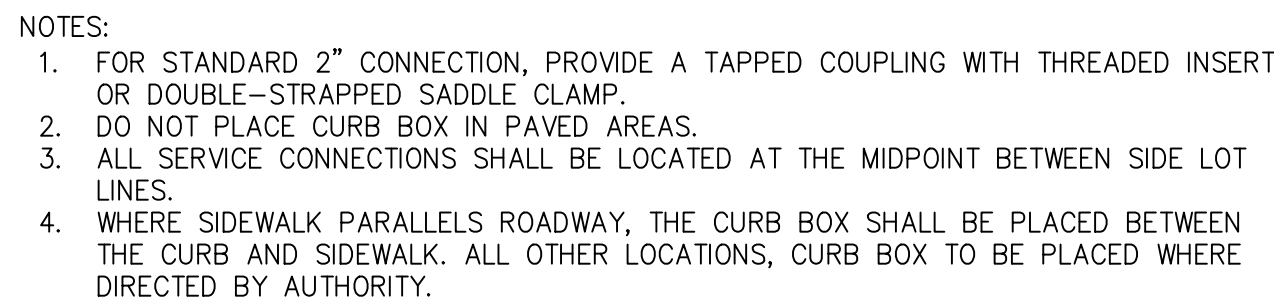 NOTES:
1. FOR STANDARD 2" CONNECTION, PROVIDE A TAPPED COUPLING WITH THREADED INSERT
OR DOUBLE-STRAPPED SADDLE CLAMP.
2. DO NOT PLACE CURB BOX IN PAVED AREAS.
3. ALL SERVICE CONNECTIONS SHALL BE LOCATED AT THE MIDPOINT BETWEEN SIDE LOT
LINES.
4. WHERE SIDEWALK PARALLELS ROADWAY, THE CURB BOX SHALL BE PLACED BETWEEN
THE CURB AND SIDEWALK. ALL OTHER LOCATIONS, CURB BOX TO BE PLACED WHERE
DIRECTED BY AUTHORITY.